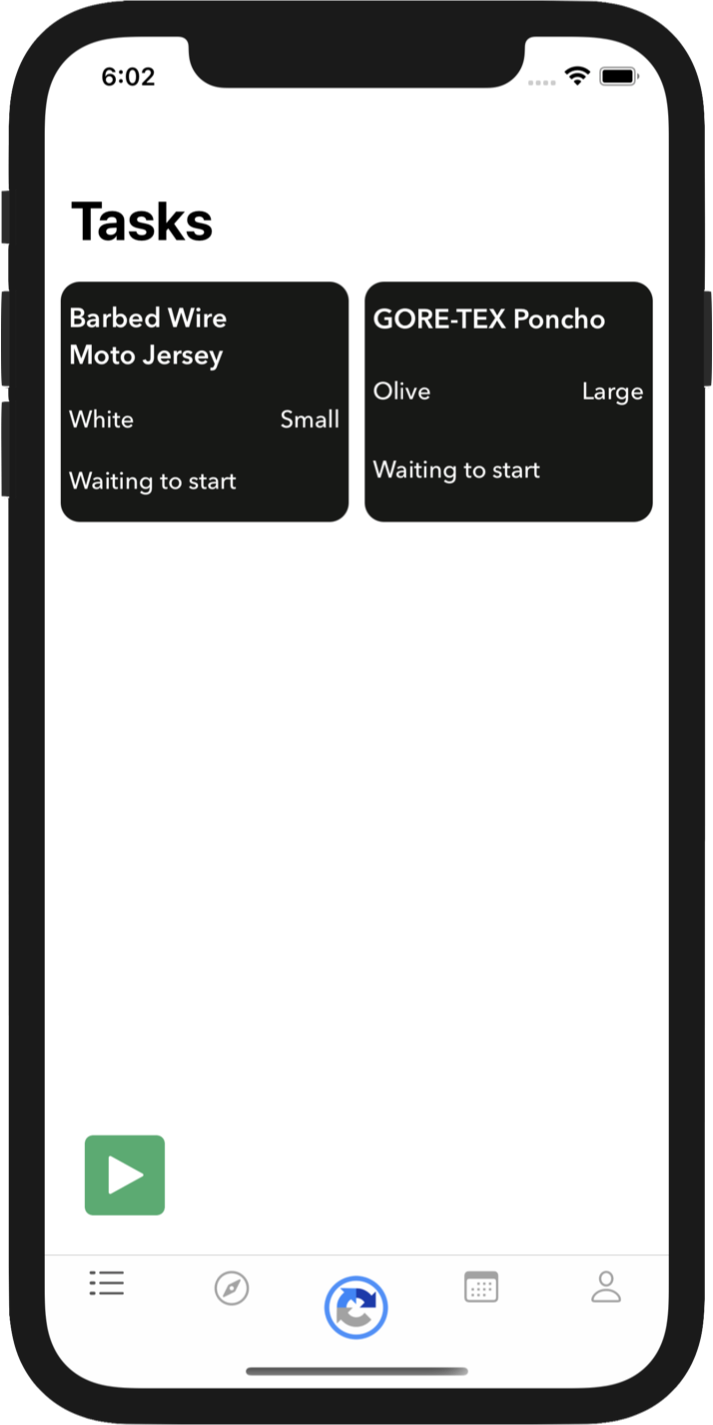 6:02
Tasks
Barbed Wire
Moto Jersey
White Small
Waiting to start
GORE-TEX Poncho
Olive Large
Waiting to start